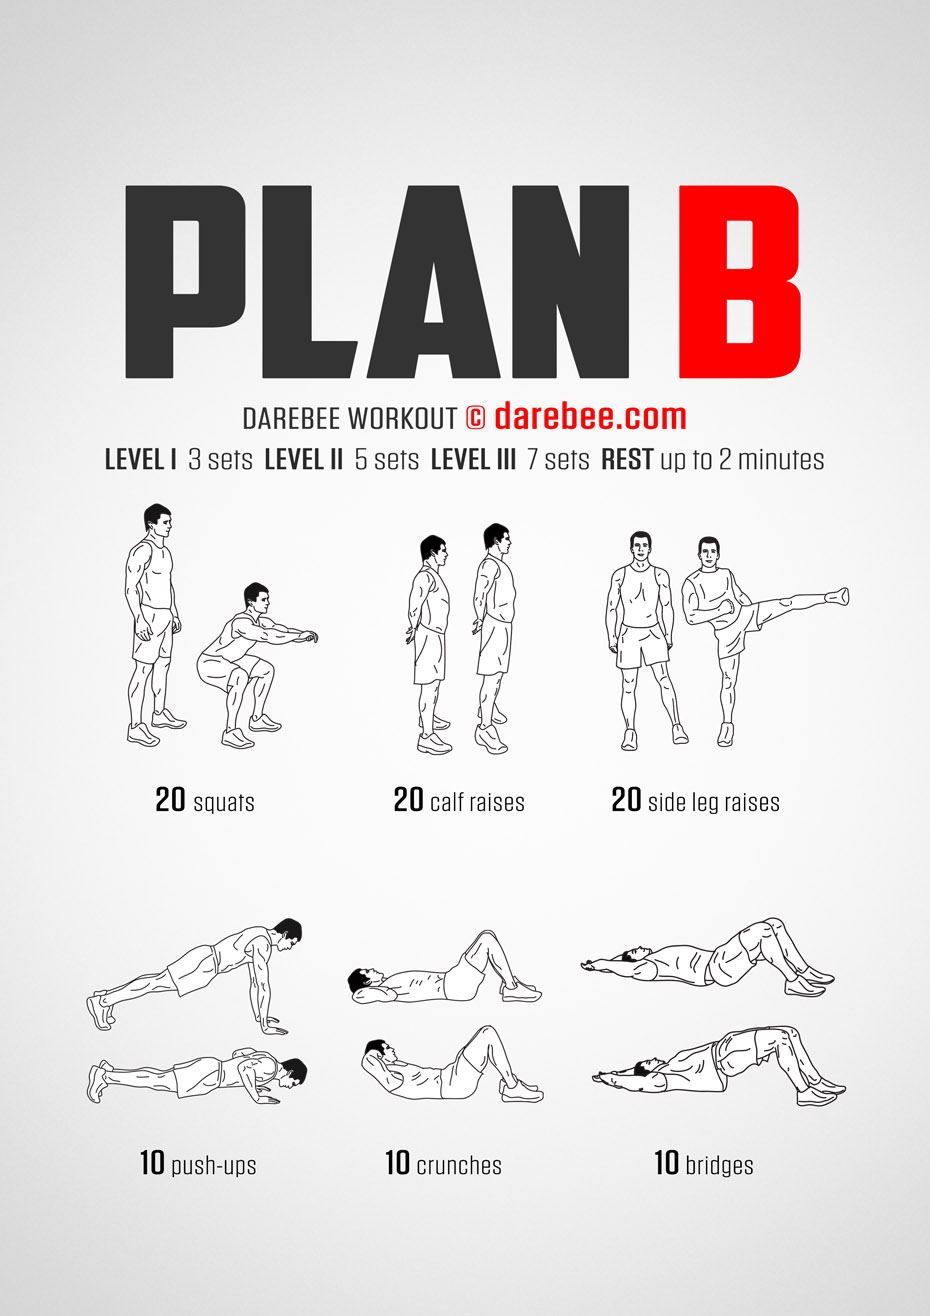 PLAN B
DAREBEE WORKOUT © darebee.com
LEVEL I 3 sets LEVEL II 5 sets LEVEL III 7 sets REST up to 2 minutes
20 squats
20 calf raises
20 side leg raises
10 push-ups
10 crunches
10 bridges